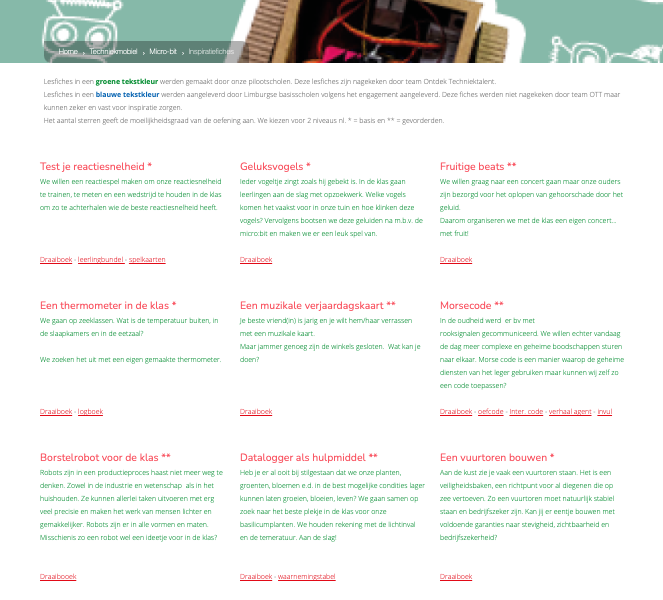 Home › Techniekmobiel › Micro-bit › Inspiratiefiches
Lesfiches in een groene tekstkleur werden gemaakt door onze pilootscholen. Deze lesfiches zijn nagekeken door team Ontdek Techniektalent.
Lesfiches in een blauwe tekstkleur werden aangeleverd door Limburgse basisscholen volgens het engagement aangeleverd. Deze fiches werden niet nagekeken door team OTT maar
kunnen zeker en vast voor inspiratie zorgen.
Het aantal sterren geeft de moeilijkheidsgraad van de oefening aan. We kiezen voor 2 niveaus nl. * = basis en ** = gevorderden.
Test je reactiesnelheid *
We willen een reactiespel maken om onze reactiesnelheid
te trainen, te meten en een wedstrijd te houden in de klas
om zo te achterhalen wie de beste reactiesnelheid heeft.
Draaiboek - leerlingbundel - spelkaarten
Geluksvogels *
Ieder vogeltje zingt zoals hij gebekt is. In de klas gaan
leerlingen aan de slag met opzoekwerk. Welke vogels
komen het vaakst voor in onze tuin en hoe klinken deze
vogels? Vervolgens bootsen we deze geluiden na m.b.v. de
micro:bit en maken we er een leuk spel van.
Draaiboek
Fruitige beats **
We willen graag naar een concert gaan maar onze ouders
zijn bezorgd voor het oplopen van gehoorschade door het
geluid.
Daarom organiseren we met de klas een eigen concert...
met fruit!
Draaiboek
Een thermometer in de klas *
We gaan op zeeklassen. Wat is de temperatuur buiten, in
de slaapkamers en in de eetzaal?
We zoeken het uit met een eigen gemaakte thermometer.
Draaiboek - logboek
Een muzikale verjaardagskaart **
Je beste vriend(in) is jarig en je wilt hem/haar verrassen
met een muzikale kaart.
Maar jammer genoeg zijn de winkels gesloten. Wat kan je
doen?
Draaiboek
Morsecode **
In de oudheid werd er bv met
rooksignalen gecommuniceerd. We willen echter vandaag
de dag meer complexe en geheime boodschappen sturen
naar elkaar. Morse code is een manier waarop de geheime
diensten van het leger gebruiken maar kunnen wij zelf zo
een code toepassen?
Draaiboek - oefcode - Inter. code - verhaal agent - invul
Borstelrobot voor de klas **
Robots zijn in een productieproces haast niet meer weg te
denken. Zowel in de industrie en wetenschap als in het
huishouden. Ze kunnen allerlei taken uitvoeren met erg
veel precisie en maken het werk van mensen lichter en
gemakkelijker. Robots zijn er in alle vormen en maten.
Misschienis zo een robot wel een ideetje voor in de klas?
Draaibooek
Datalogger als hulpmiddel **
Heb je er al ooit bij stilgestaan dat we onze planten,
groenten, bloemen e.d. in de best mogelijke condities lager
kunnen laten groeien, bloeien, leven? We gaan samen op
zoek naar het beste plekje in de klas voor onze
basilicumplanten. We houden rekening met de lichtinval
en de temeratuur. Aan de slag!
Draaiboek - waarnemingstabel
Een vuurtoren bouwen *
Aan de kust zie je vaak een vuurtoren staan. Het is een
veiligheidsbaken, een richtpunt voor al diegenen die op
zee vertoeven. Zo een vuurtoren moet natuurlijk stabiel
staan en bedrijfszeker zijn. Kan jij er eentje bouwen met
voldoende garanties naar stevigheid, zichtbaarheid en
bedrijfszekerheid?
Draaiboek